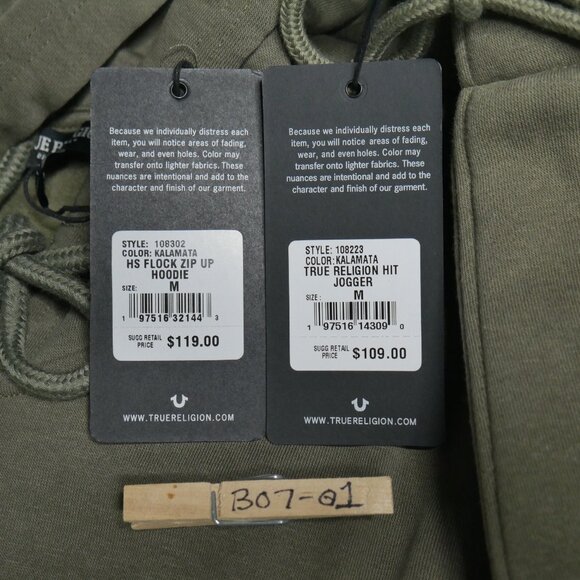 UE R
Because we individually distress each
item, you will notice areas of fading,
wear, and even holes. Color may
transfer onto lighter fabrics. These
nuances are intentional and add to the
character and finish of our garment.
STYLE: 108302
COLOR: KALAMATA
HS FLOCK ZIP UP
HOODIE
SIZE: M
1 97516 32144 3
SUGG RETAIL
PRICE $119.00
WWW.TRUERELIGION.COM
Because we individually distress each
item, you will notice areas of fading,
wear, and even holes. Color may
transfer onto lighter fabrics. These
nuances are intentional and add to the
character and finish of our garment.
STYLE: 108223
COLOR:KALAMATA
TRUE RELIGION HIT
JOGGER
SIZE: M
1 97516 14309 0
SUGG RETAIL
PRICE $109.00
WWW.TRUERELIGION.COM
B07-01